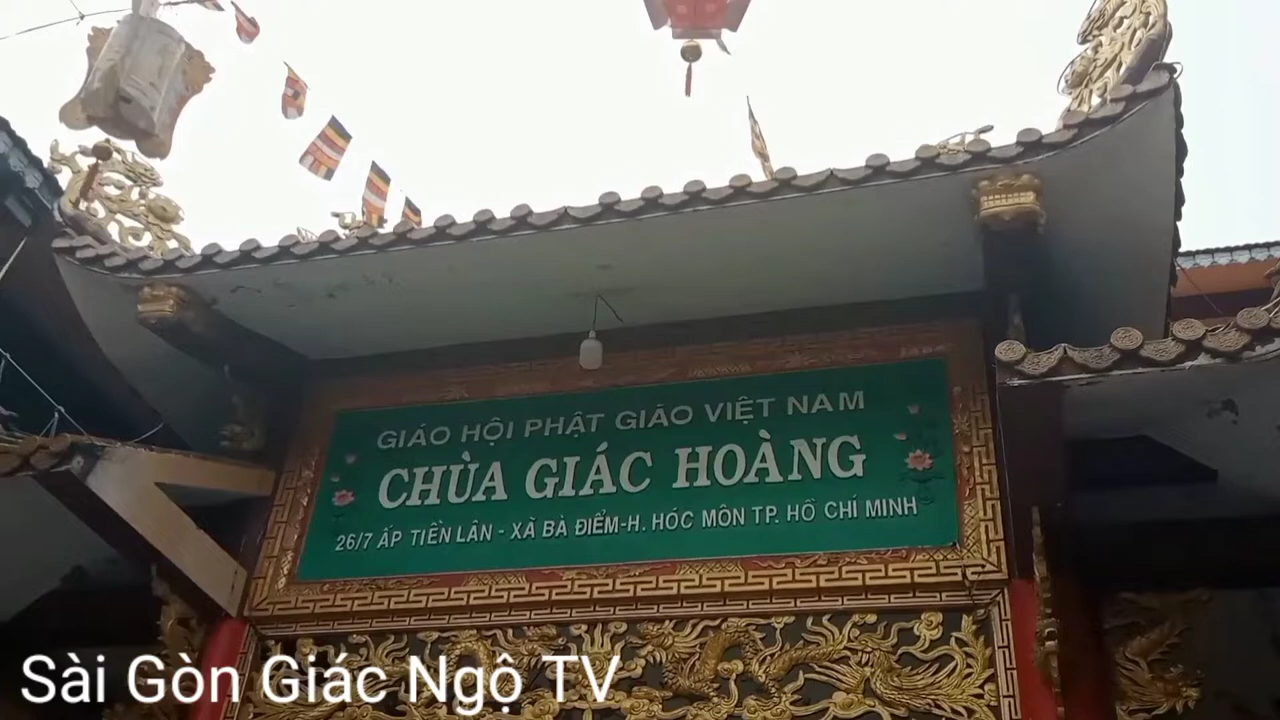 GIÁO HỘI PHẬT GIÁO VIỆT NAM
CHÙA GIÁC HOÀNG
26/7 ẤP TIỀN LÂN - XÃ BÀ ĐIỂM-H. HÓC MÔN TP. HỒ CHÍ MINH
Sài Gòn Giác Ngộ TV